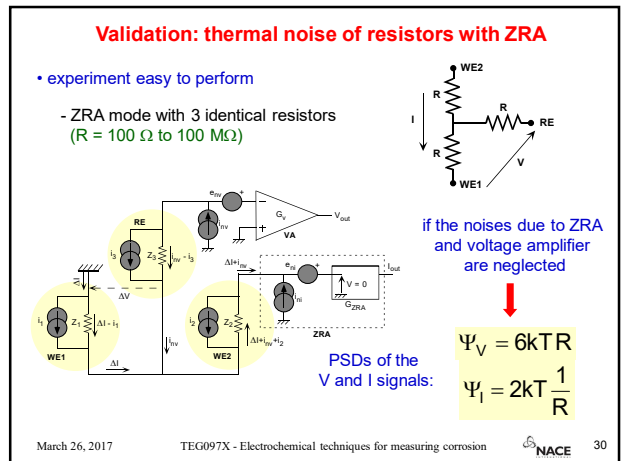 Validation: thermal noise of resistors with ZRA
• experiment easy to perform
- ZRA mode with 3 identical resistors
(R = 100 Ω to 100 MΩ)
WE2
R
R
RE
I
R
V
WE1
RE
e_nv
+
−
G_v
V_out
+
VA
i_nv
i_3
Z_3
i_nv - i_3
ΔI
ΔV
ΔI+i_nv
e_ni
+
I_out
V = 0
i_ni
G_ZRA
ZRA
i_1
Z_1
ΔI - i_1
WE1
i_nv
i_2
Z_2
ΔI+i_nv+i_2
WE2
ΔI
if the noises due to ZRA
and voltage amplifier
are neglected
PSDs of the
V and I signals:
Ψ_V = 6kTR
Ψ_I = 2kT 1/R
March 26, 2017
TEG097X - Electrochemical techniques for measuring corrosion
NACE
30